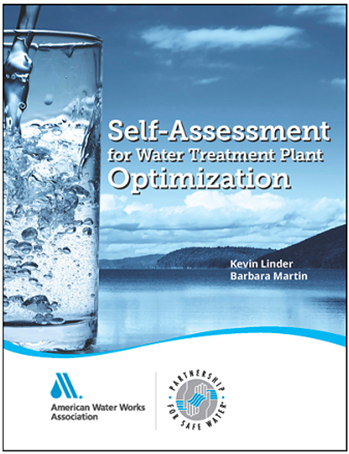 Self-Assessment
for Water Treatment Plant
Optimization
Kevin Linder
Barbara Martin
American Water Works
Association
PARTNERSHIP
FOR SAFE WATER